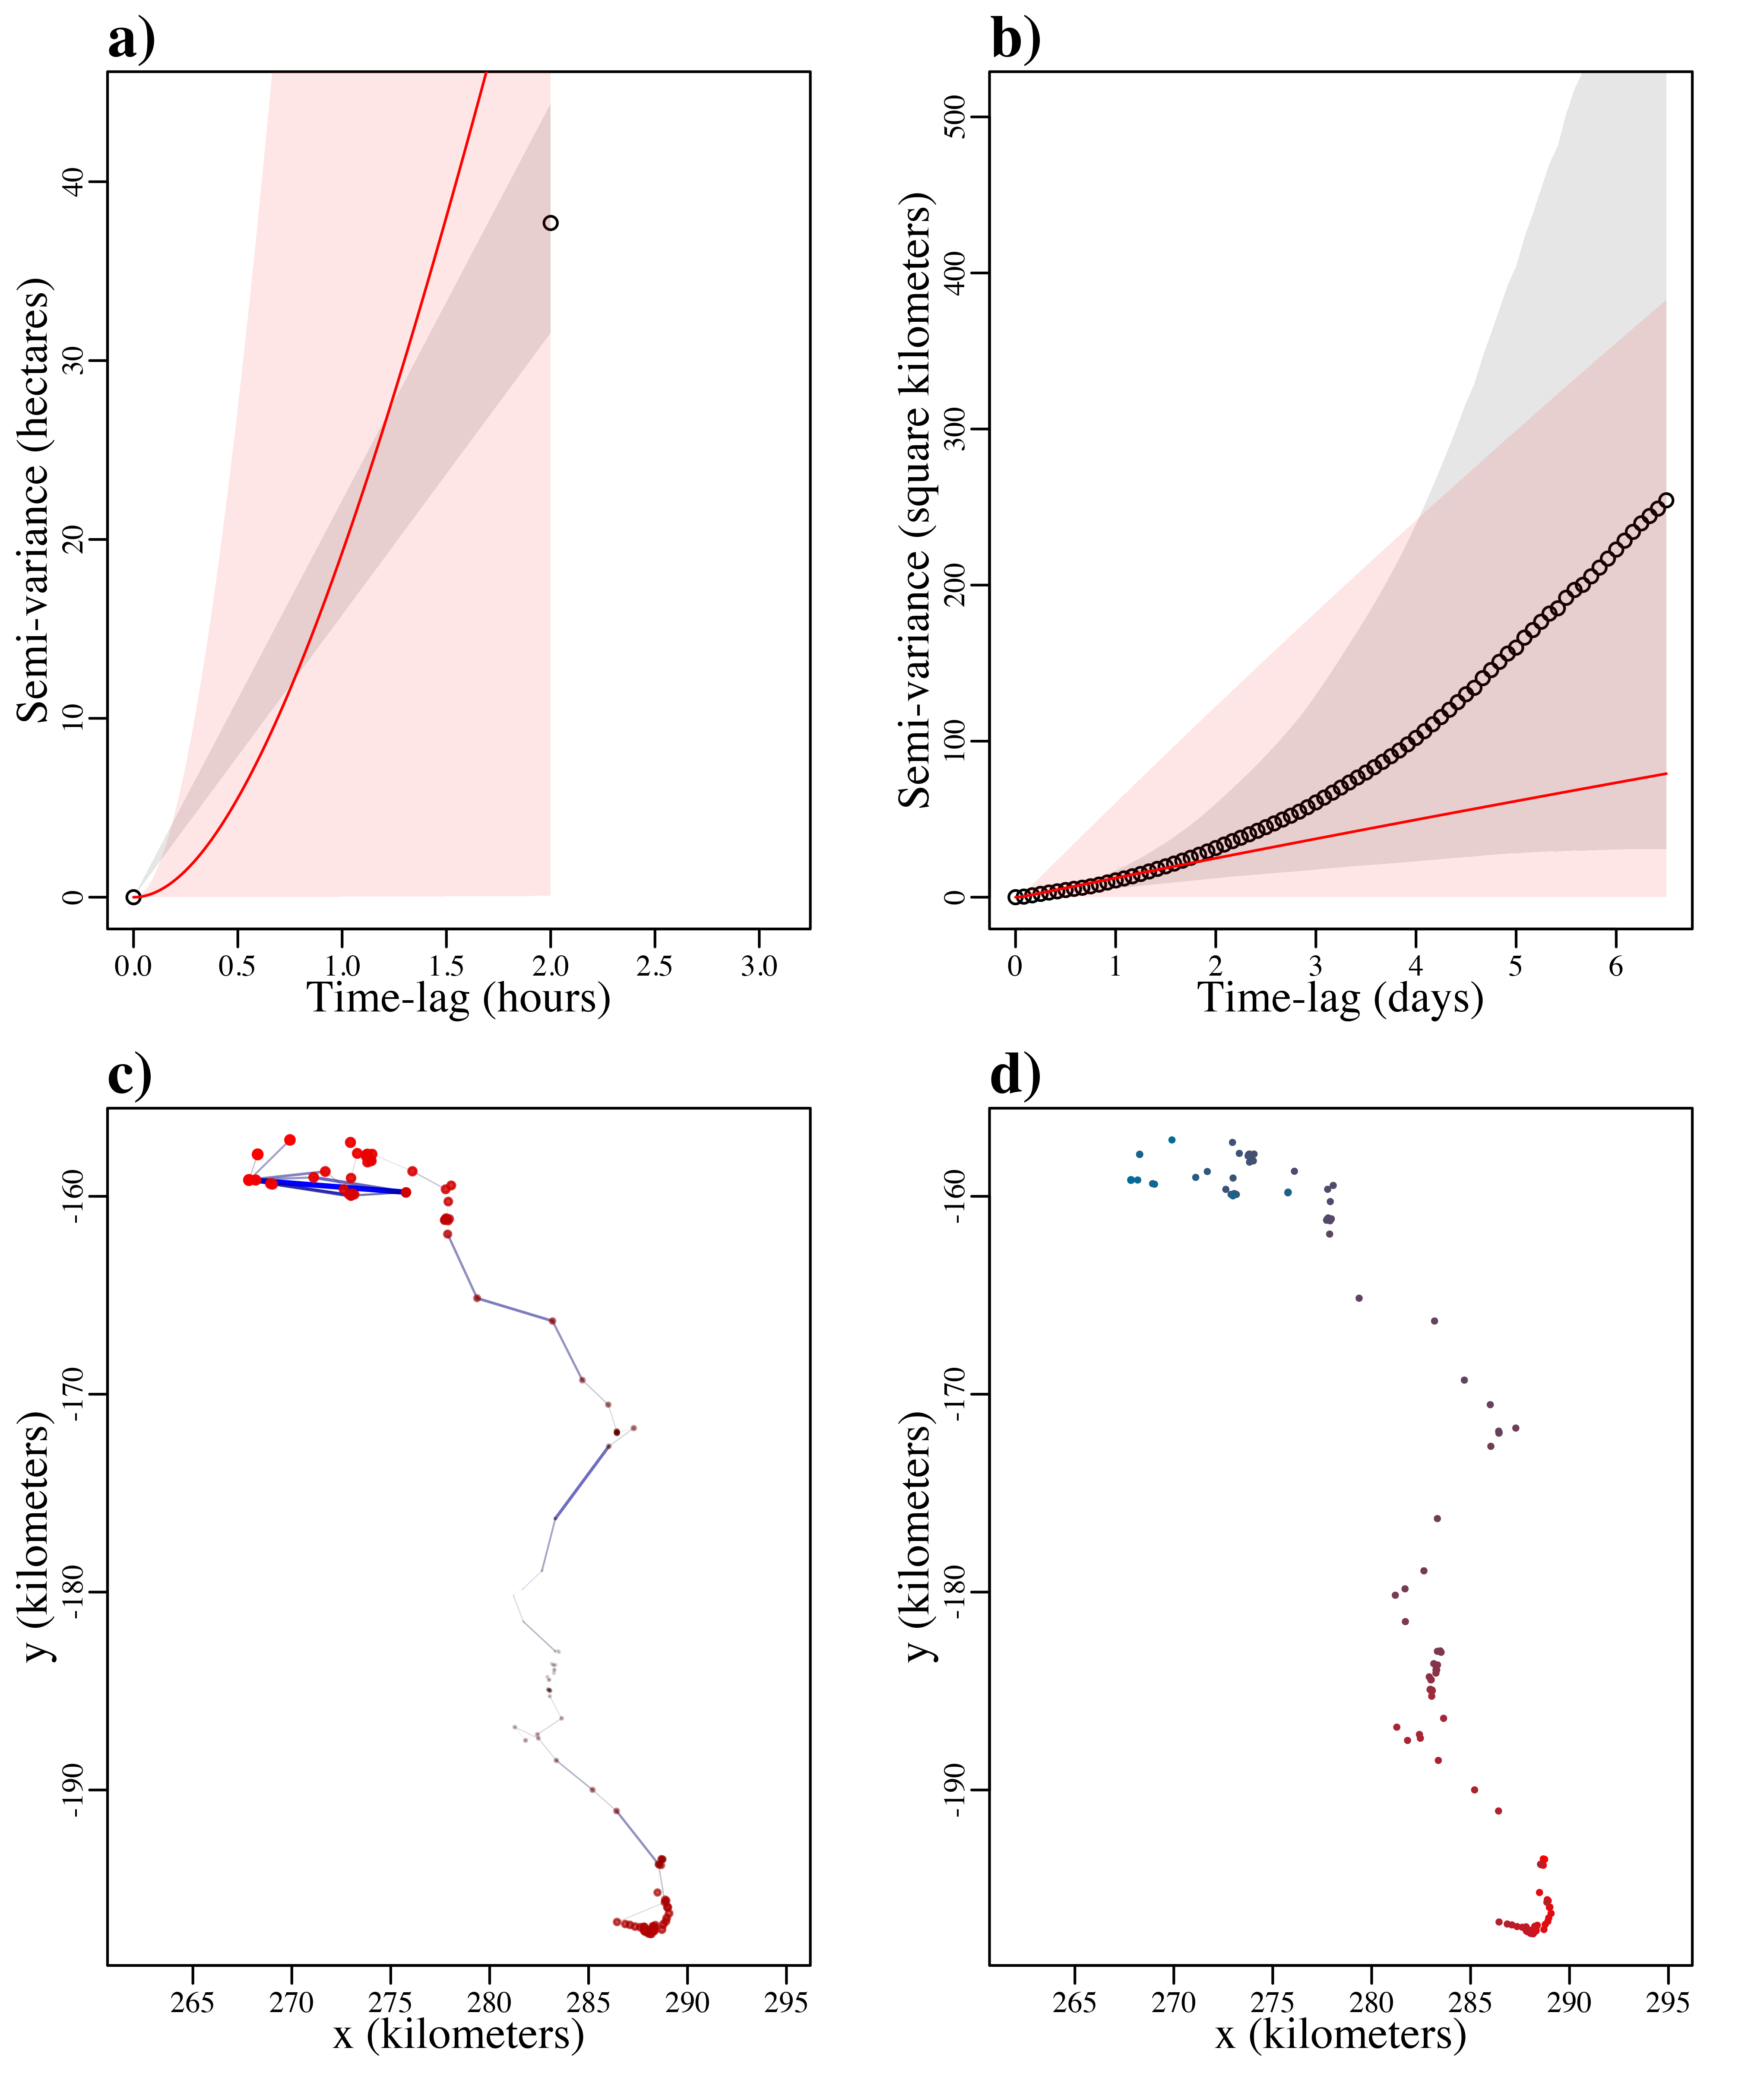 a)
Semi-variance (hectares)
40
30
20
10
0
0.0 0.5 1.0 1.5 2.0 2.5 3.0
Time-lag (hours)
b)
Semi-variance (square kilometers)
500
400
300
200
100
0
0 1 2 3 4 5 6
Time-lag (days)
c)
y (kilometers)
-160
-170
-180
-190
265 270 275 280 285 290 295
x (kilometers)
d)
y (kilometers)
-160
-170
-180
-190
265 270 275 280 285 290 295
x (kilometers)